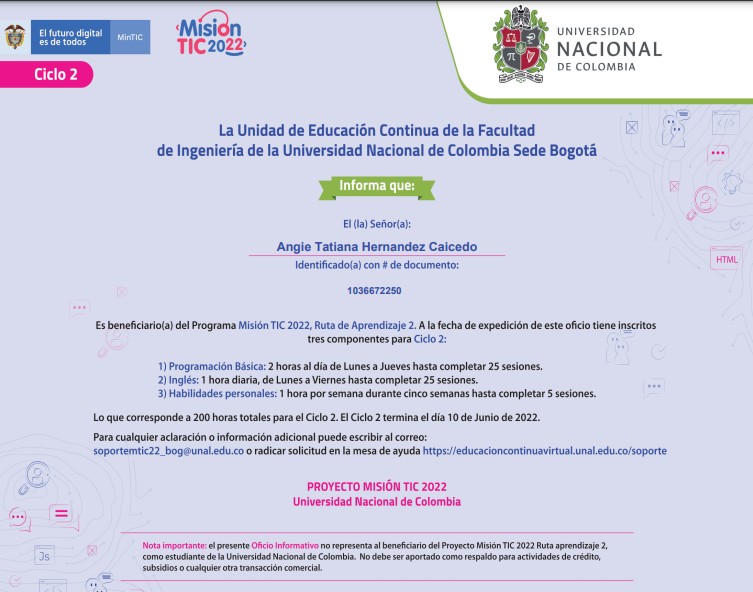 El futuro digital
es de todos
MinTIC
Misión
TIC2022
UNIVERSIDAD
NACIONAL
DE COLOMBIA
Ciclo 2
La Unidad de Educación Continua de la Facultad
de Ingeniería de la Universidad Nacional de Colombia Sede Bogotá
Informa que:
El (la) Señor(a):
Angie Tatiana Hernandez Caicedo
Identificado(a) con # de documento:
1036672250
HTML
Es beneficiario(a) del Programa Misión TIC 2022, Ruta de Aprendizaje 2. A la fecha de expedición de este oficio tiene inscritos
tres componentes para Ciclo 2:
1) Programación Básica: 2 horas al día de Lunes a Jueves hasta completar 25 sesiones.
2) Inglés: 1 hora diaria, de Lunes a Viernes hasta completar 25 sesiones.
3) Habilidades personales: 1 hora por semana durante cinco semanas hasta completar 5 sesiones.
Lo que corresponde a 200 horas totales para el Ciclo 2. El Ciclo 2 termina el día 10 de Junio de 2022.
Para cualquier aclaración o información adicional puede escribir al correo:
soportemtic22_bog@unal.edu.co o radicar solicitud en la mesa de ayuda https://educacioncontinuavirtual.unal.edu.co/soporte
PROYECTO MISIÓN TIC 2022
Universidad Nacional de Colombia
Nota importante: el presente Oficio Informativo no representa al beneficiario del Proyecto Misión TIC 2022 Ruta aprendizaje 2,
como estudiante de la Universidad Nacional de Colombia. No debe ser aportado como respaldo para actividades de crédito,
subsidios o cualquier otra transacción comercial.
Js